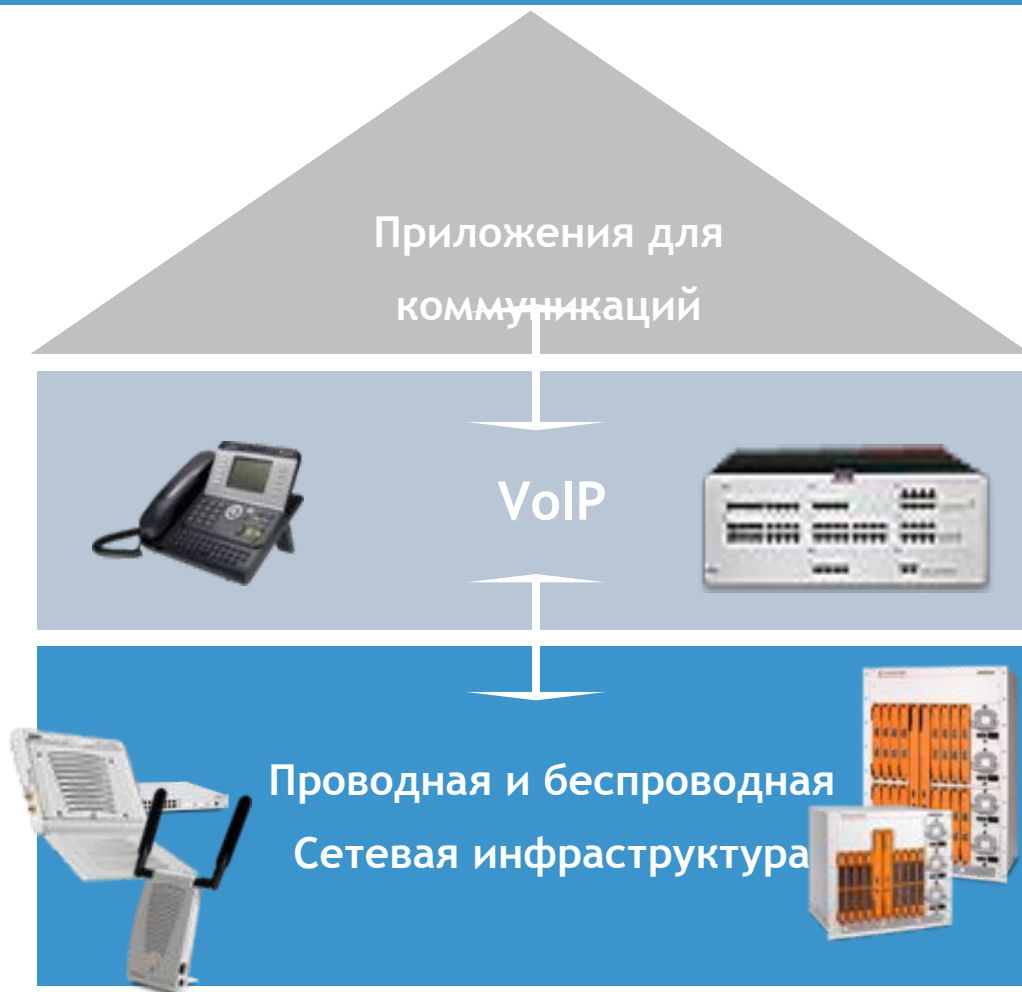 Приложения для
коммуникаций
VoIP
Проводная и беспроводная
Сетевая инфраструктура